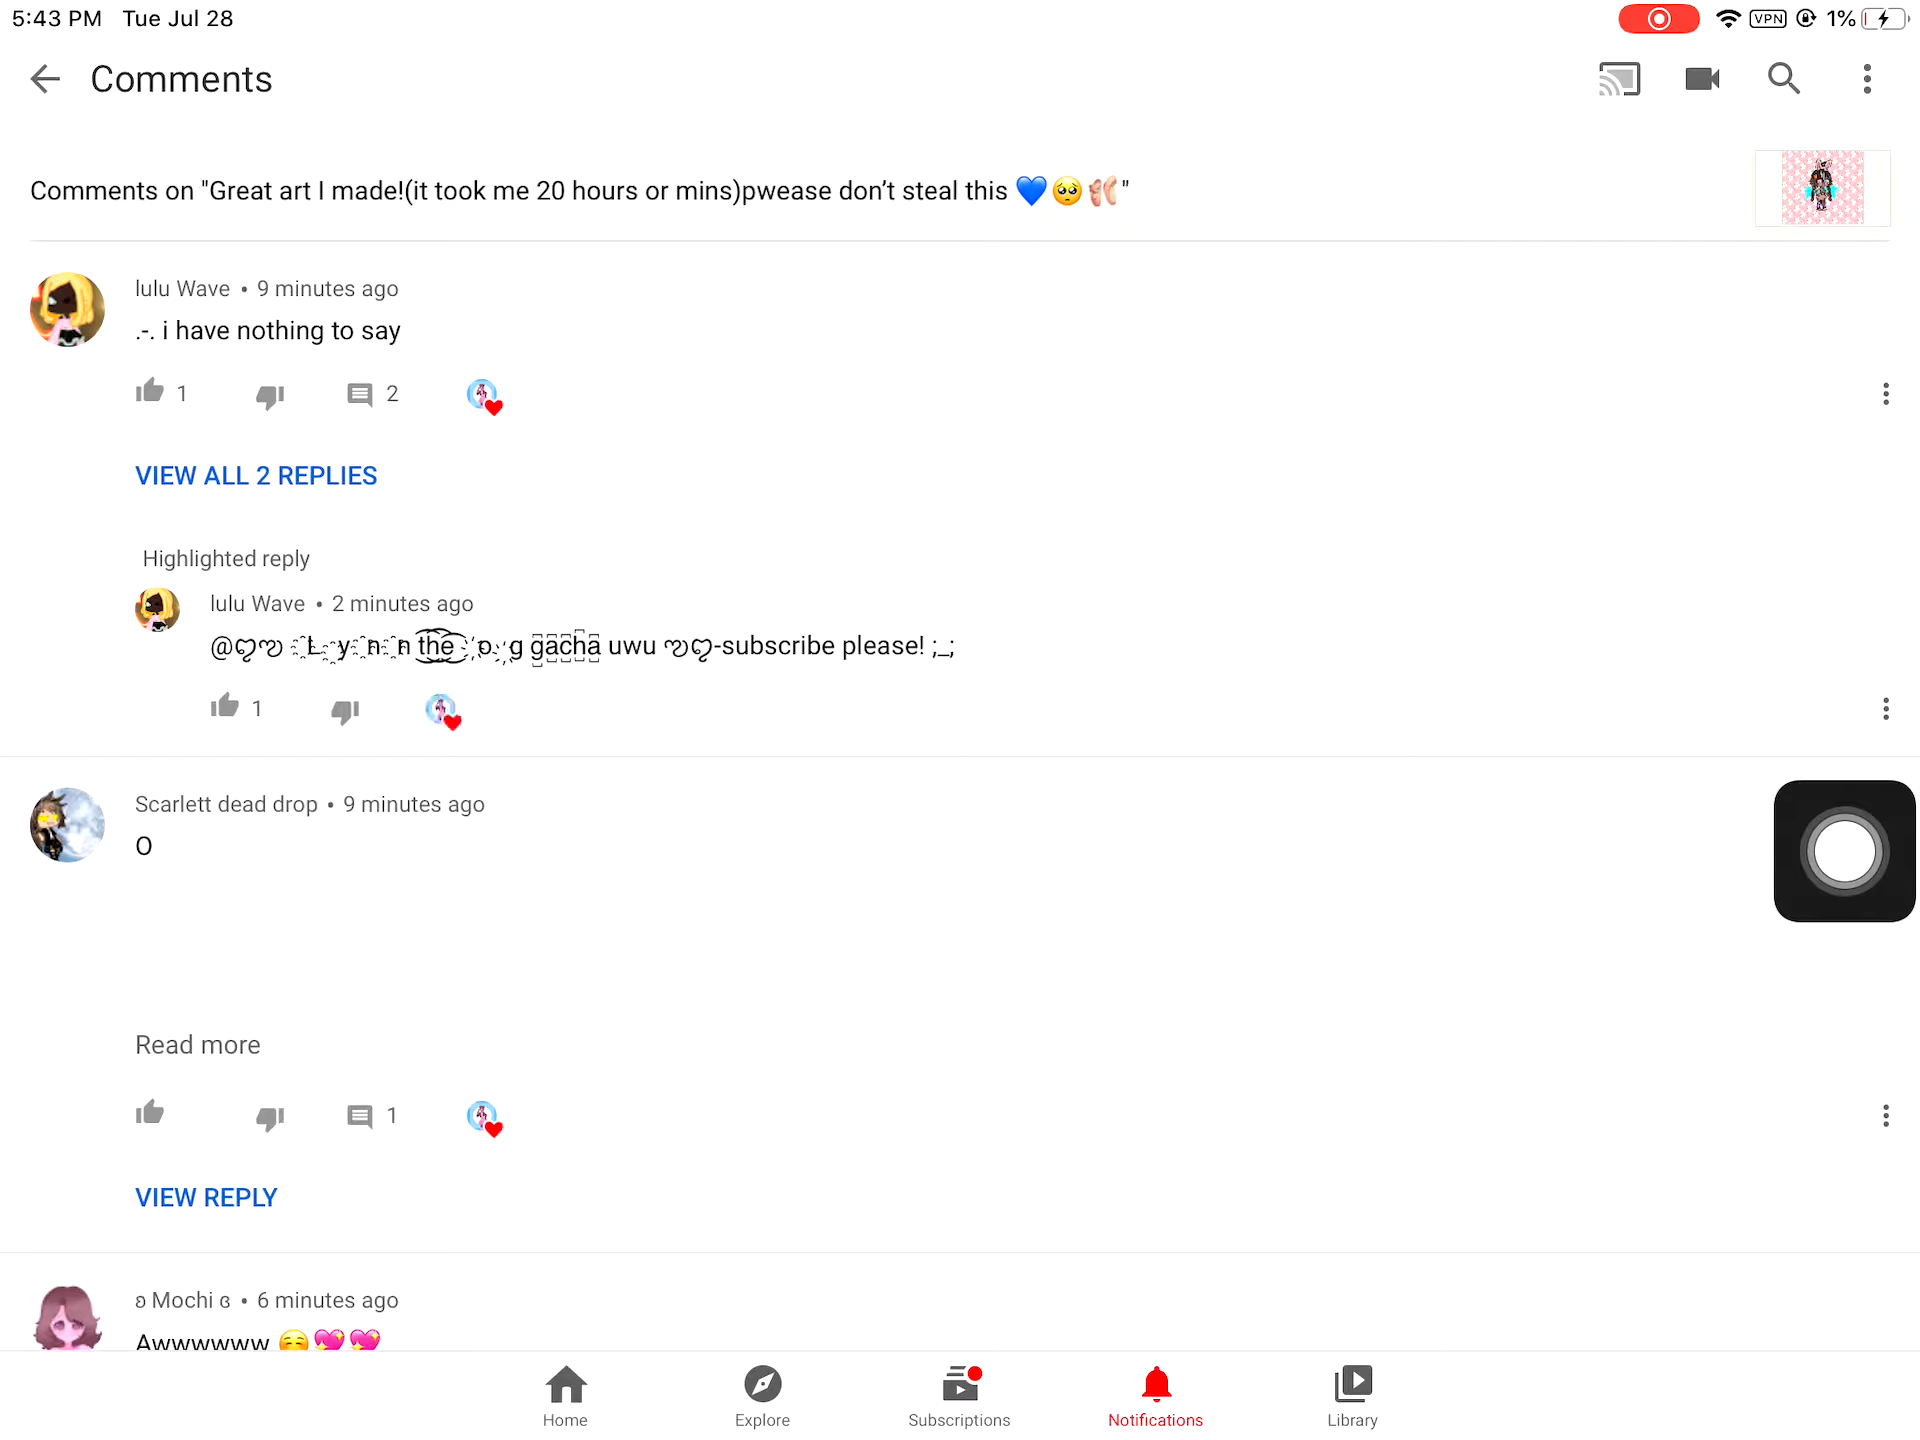 5:43 PM Tue Jul 28
VPN 1%
Comments
Comments on "Great art I made!(it took me 20 hours or mins)pwease don’t steal this 💙🥺👣"
lulu Wave • 9 minutes ago
.-. i have nothing to say
1 2
VIEW ALL 2 REPLIES
Highlighted reply
lulu Wave • 2 minutes ago
uwu -subscribe please! ;_;
1
Scarlett dead drop • 9 minutes ago
O
Read more
1
VIEW REPLY
ʚ Mochi ɞ • 6 minutes ago
Awwwwww ☺️💖💖
Home Explore Subscriptions Notifications Library